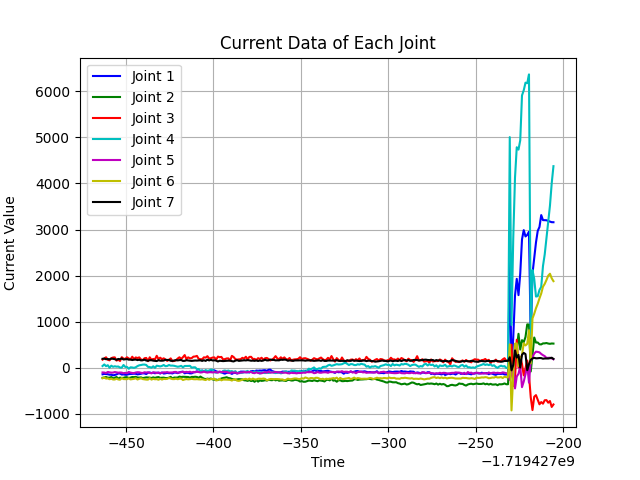 Current Data of Each Joint
Joint 1
Joint 2
Joint 3
Joint 4
Joint 5
Joint 6
Joint 7
6000
5000
4000
3000
2000
1000
0
−1000
Current Value
−450
−400
−350
−300
−250
−200
Time
−1.719427e9